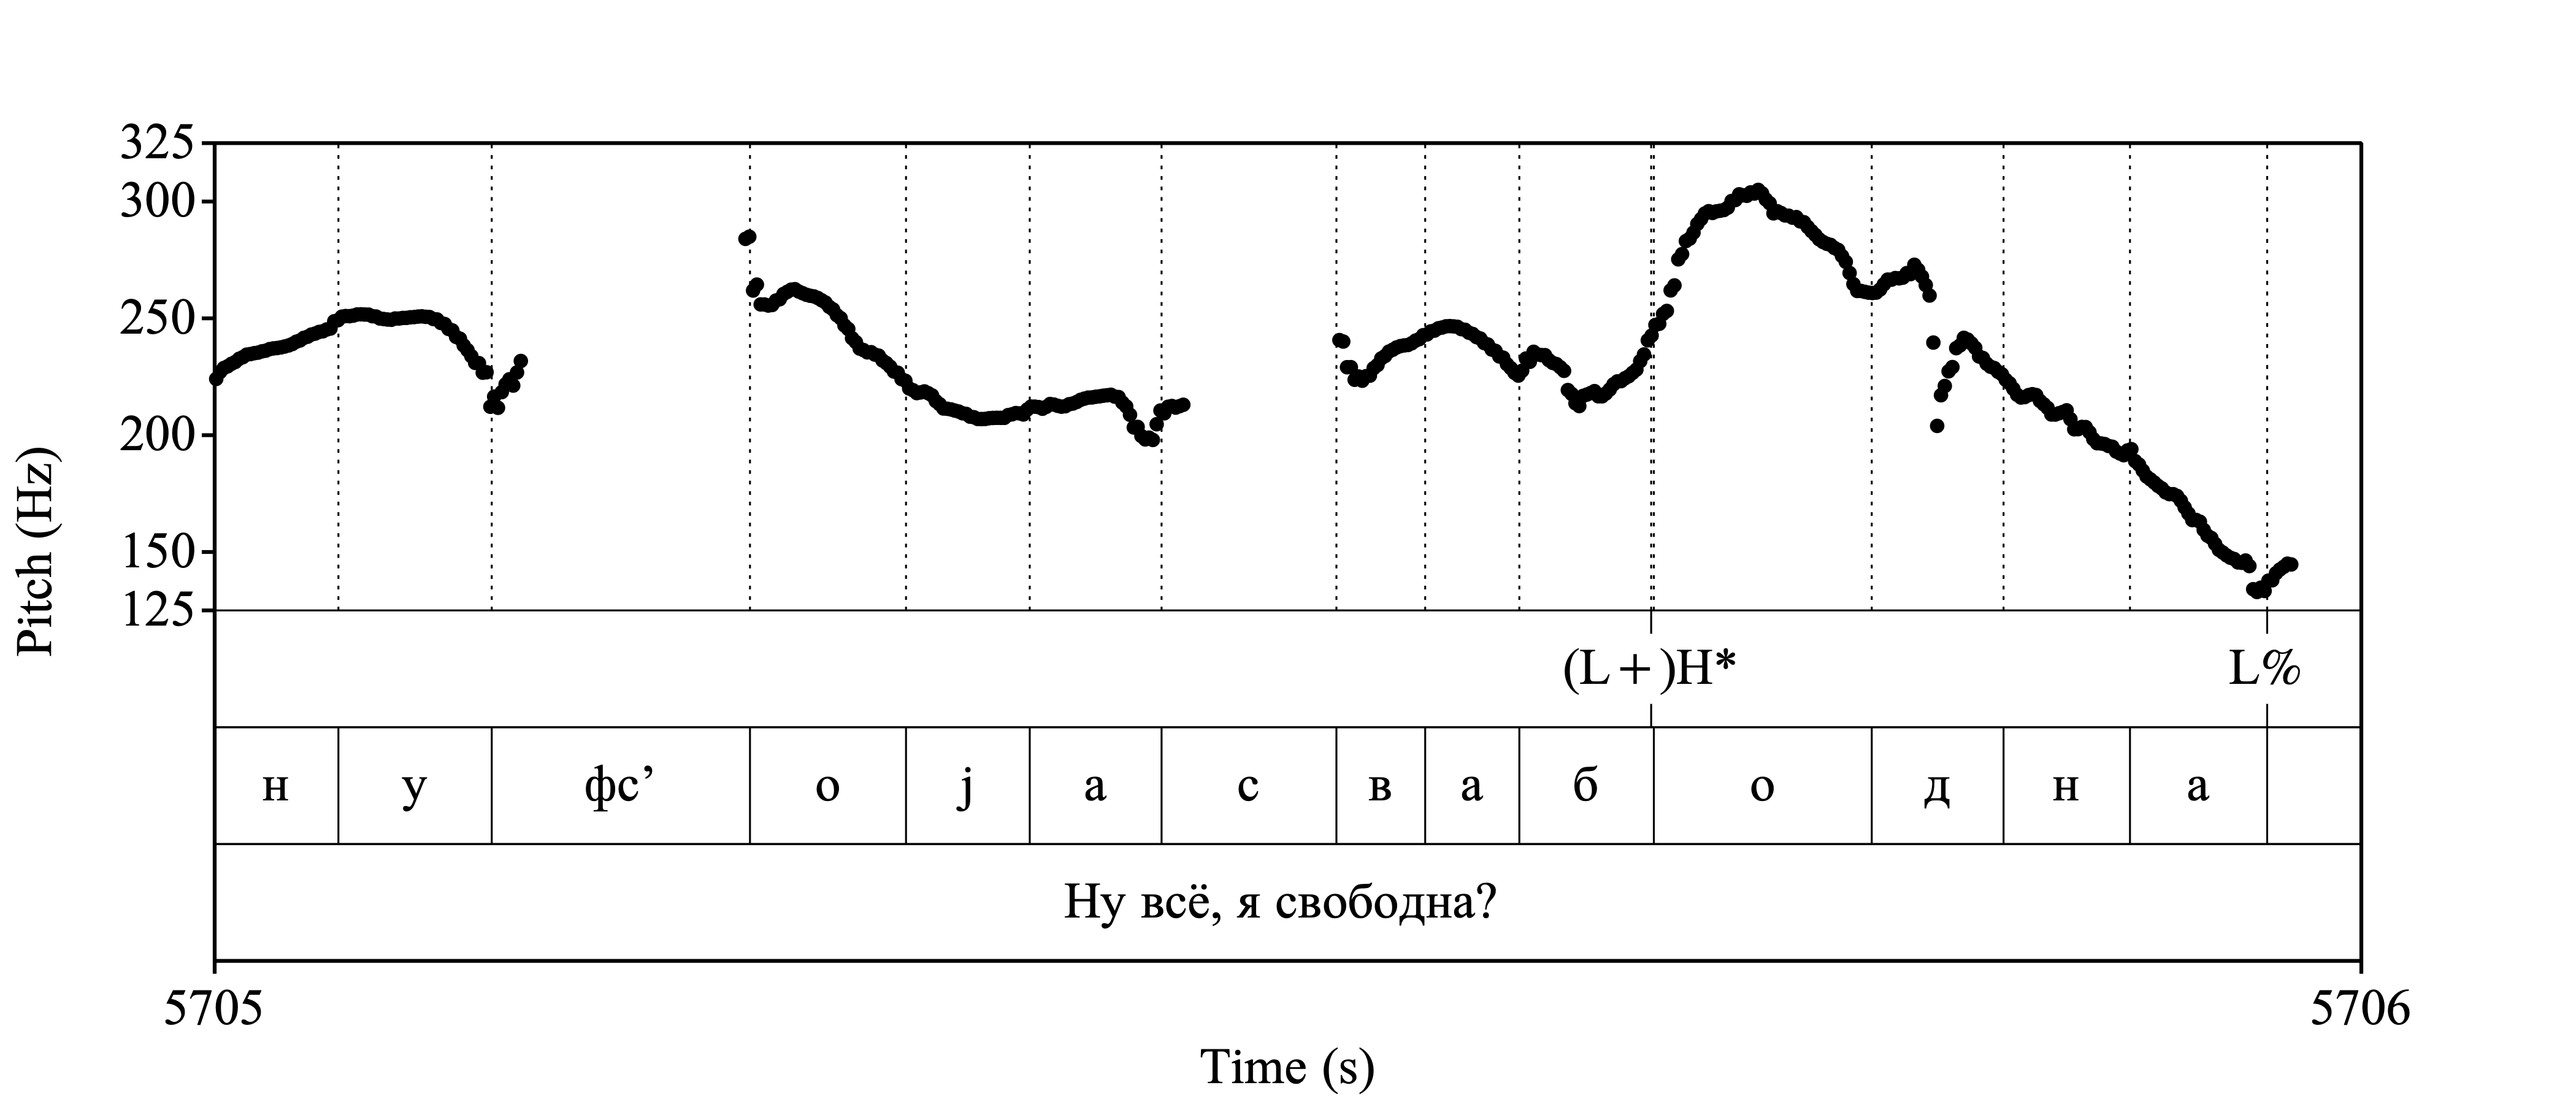 325
300
250
200
150
125
Pitch (Hz)
(L+)H* L%
н у фс’ о j а с в а б о д н а
Ну всё, я свободна?
5705 5706
Time (s)